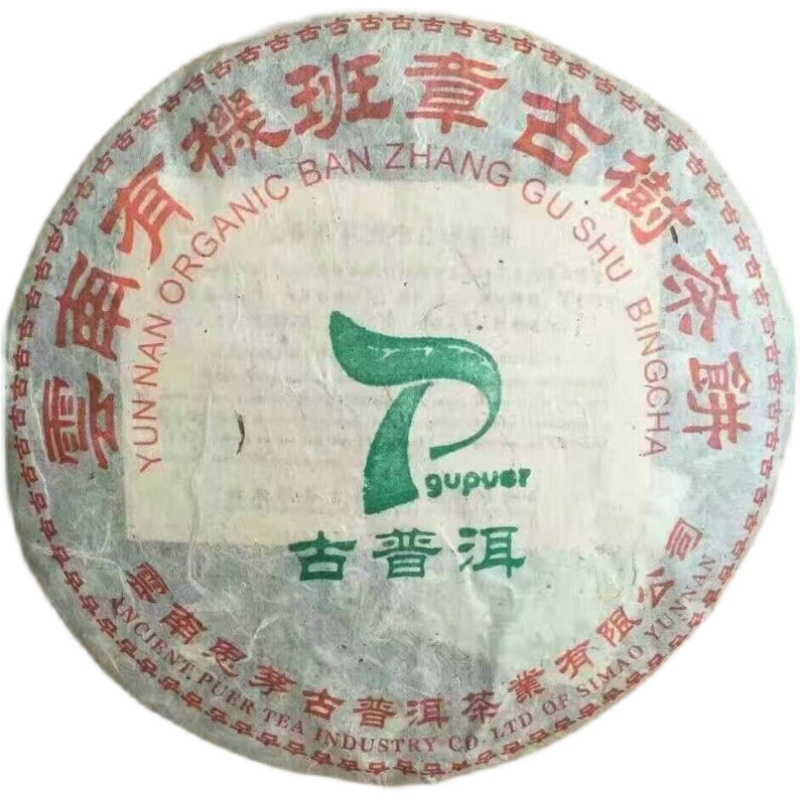 雲南有機班章古樹茶餅
YUN NAN ORGANIC BAN ZHANG GU SHU BINGCHA
gupuer
古普洱
雲南思茅古普洱茶業有限公司
ANCIENT PUER TEA INDUSTRY CO. LTD OF SIMAO YUNNAN